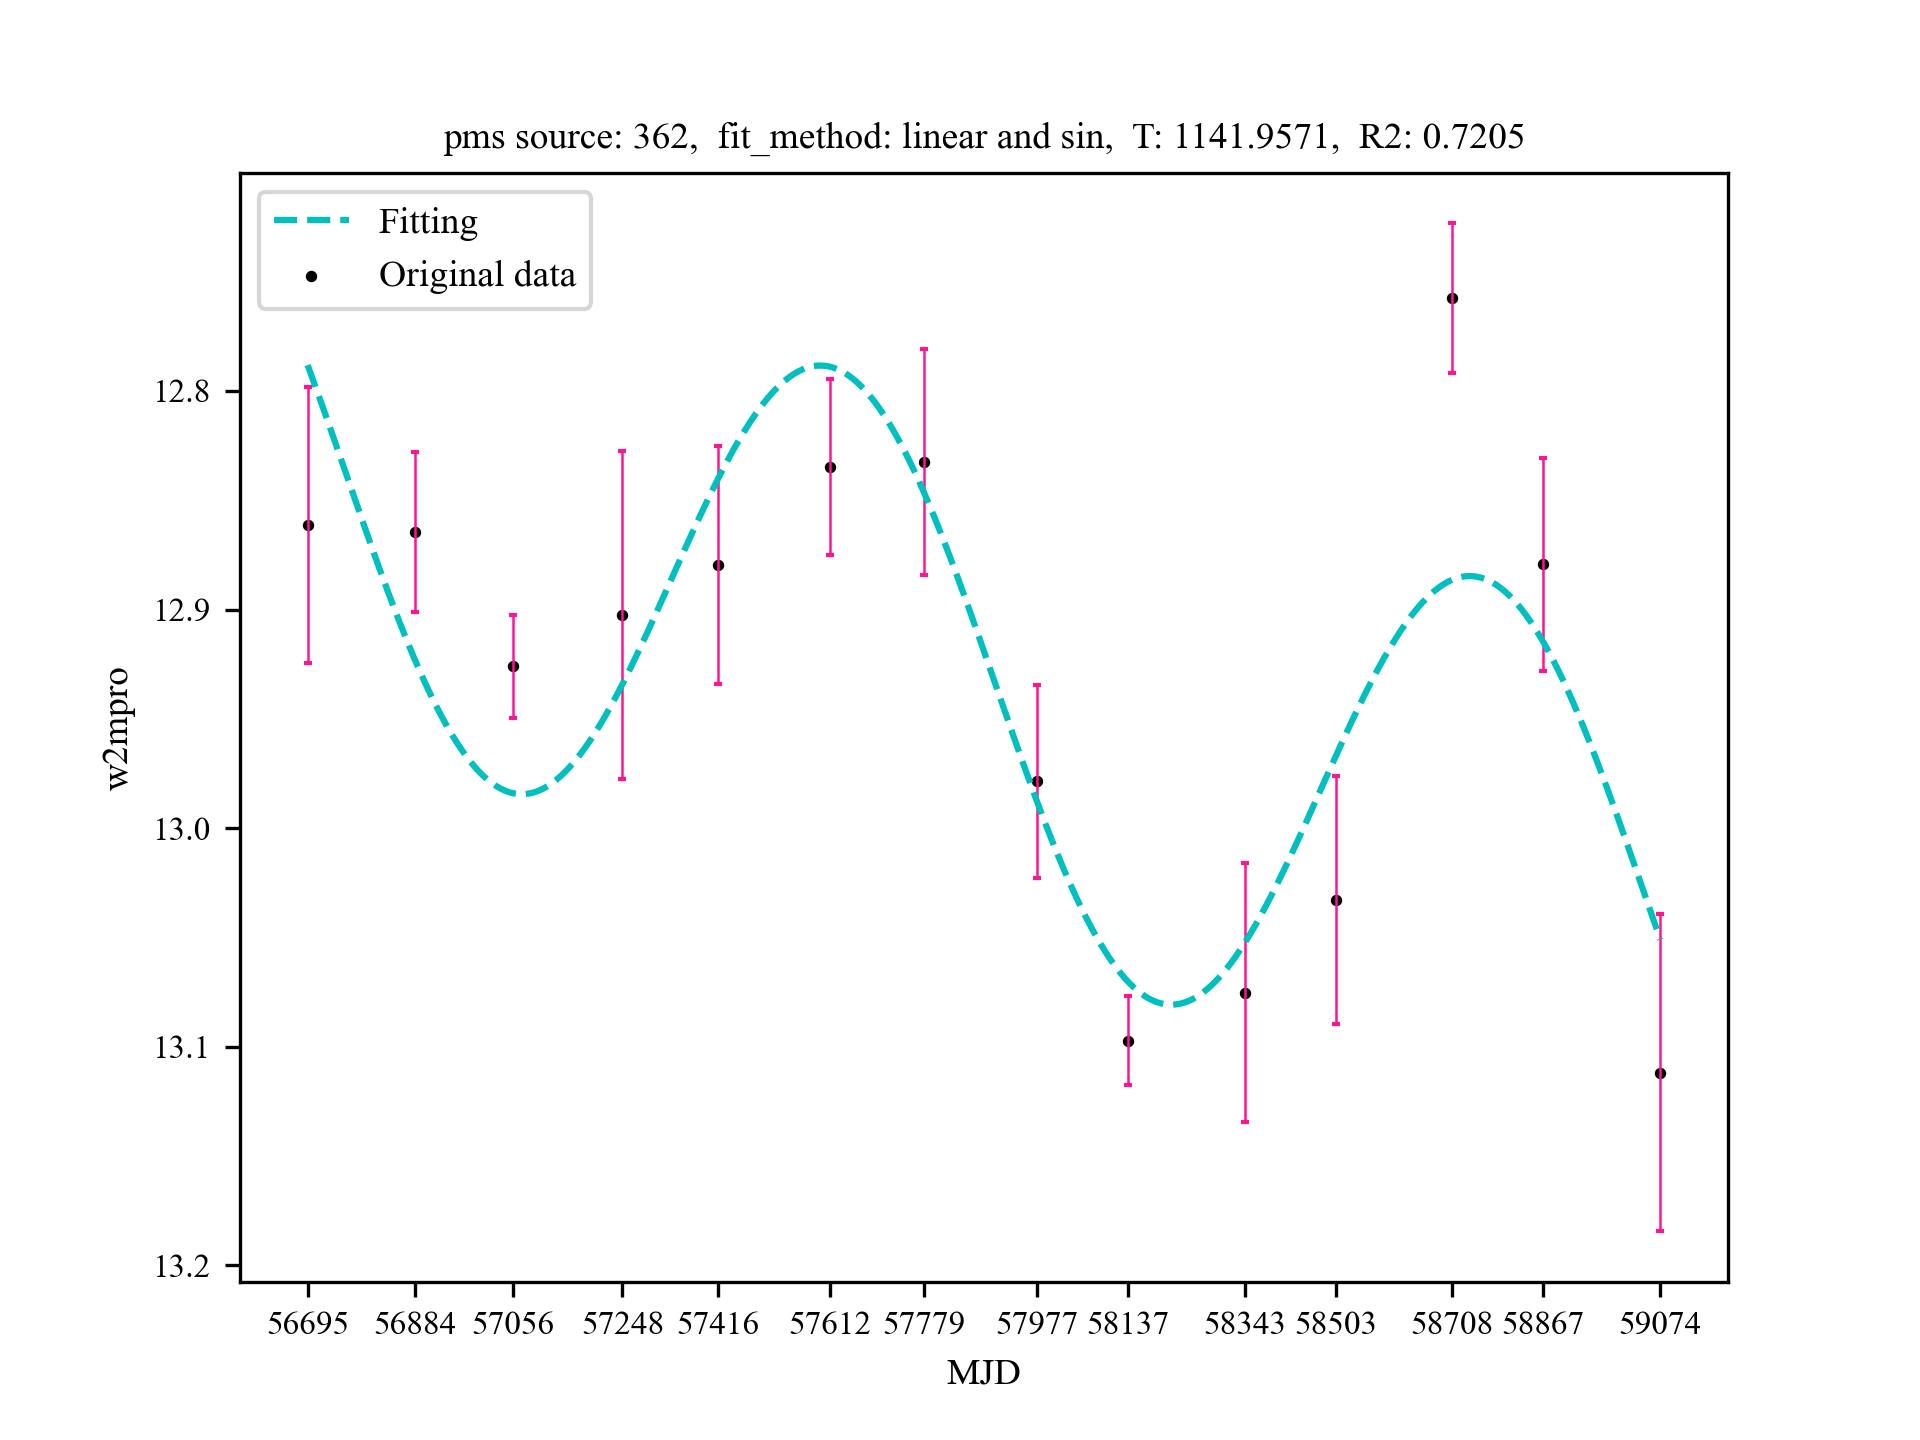 pms source: 362, fit_method: linear and sin, T: 1141.9571, R2: 0.7205
Fitting
Original data
12.8
12.9
13.0
13.1
13.2
w2mpro
56695 56884 57056 57248 57416 57612 57779 57977 58137 58343 58503 58708 58867 59074
MJD